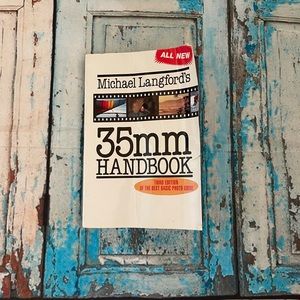 ALL NEW
Michael Langford's
35mm
HANDBOOK
THIRD EDITION
OF THE BEST BASIC PHOTO GUIDE